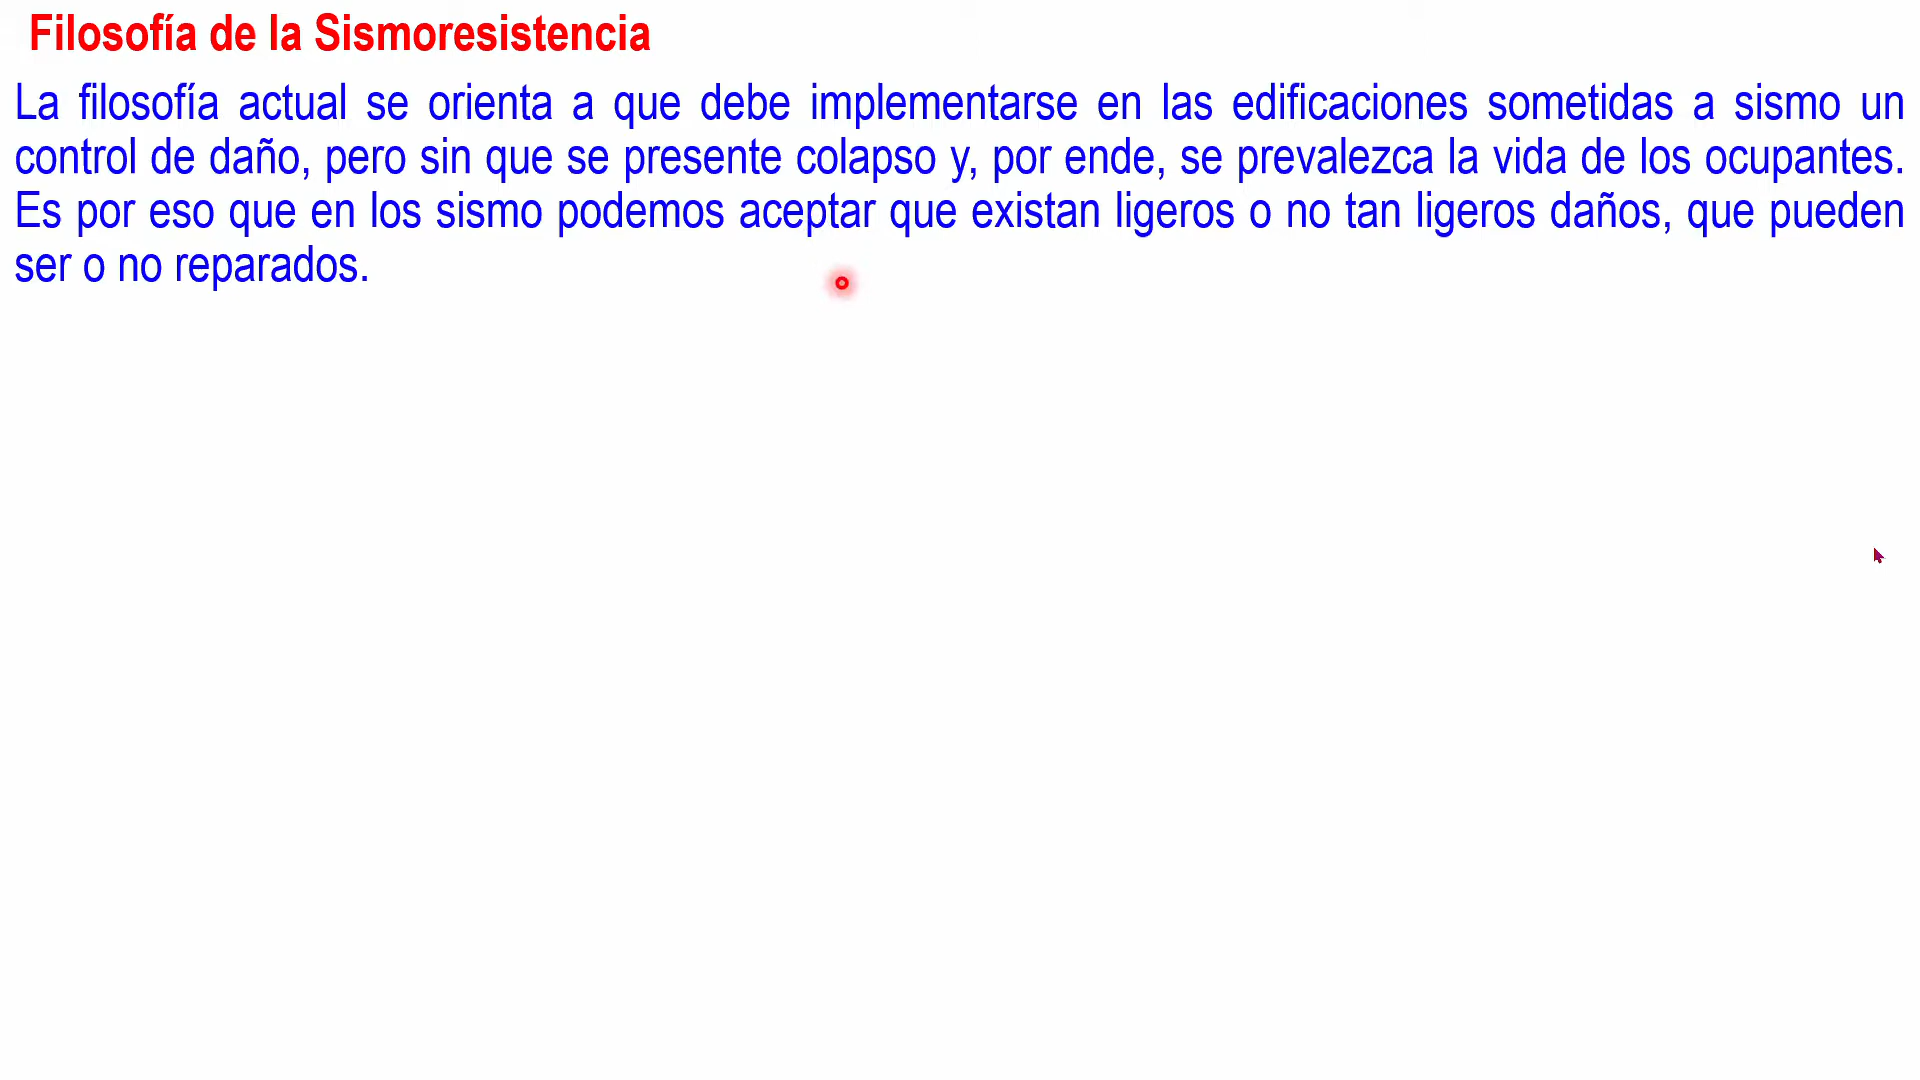 Filosofía de la Sismoresistencia
La filosofía actual se orienta a que debe implementarse en las edificaciones sometidas a sismo un
control de daño, pero sin que se presente colapso y, por ende, se prevalezca la vida de los ocupantes.
Es por eso que en los sismo podemos aceptar que existan ligeros o no tan ligeros daños, que pueden
ser o no reparados.